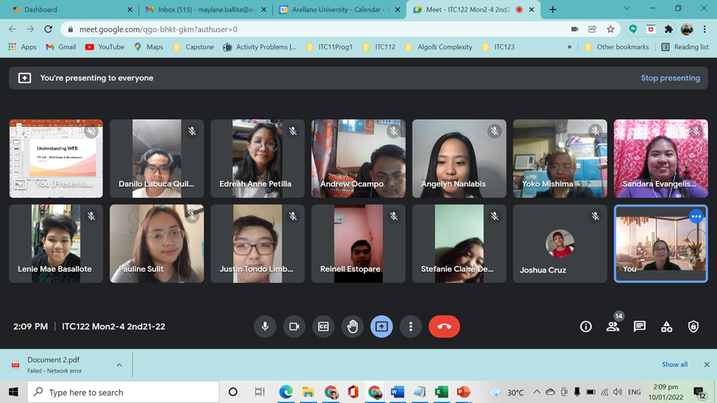 Dashboard
Inbox (515) - maylane.ballita@ar
Arellano University - Calendar -
Meet - ITC122 Mon2-4 2nd2
meet.google.com/qgo-bhkt-gkm?authuser=0
Apps
Gmail
YouTube
Maps
Capstone
Activity Problems |...
ITC11Prog1
ITC112
Algo& Complexity
ITC123
»
Other bookmarks
Reading list
You're presenting to everyone
Stop presenting
Understanding WEB
You (Presenta...
Danilo Labuca Quil...
Edreah Anne Petilla
Andrew Ocampo
Angelyn Nanlabis
Yoko Mishima
Sandara Evangelis...
Lenie Mae Basallote
Pauline Sulit
Justin Tondo Limb...
Reinell Estopare
Stefanie Claire De...
Joshua Cruz
You
2:09 PM | ITC122 Mon2-4 2nd21-22
14
Document 2.pdf
Failed - Network error
Show all
Type here to search
30°C
ENG
2:09 pm
10/01/2022
12